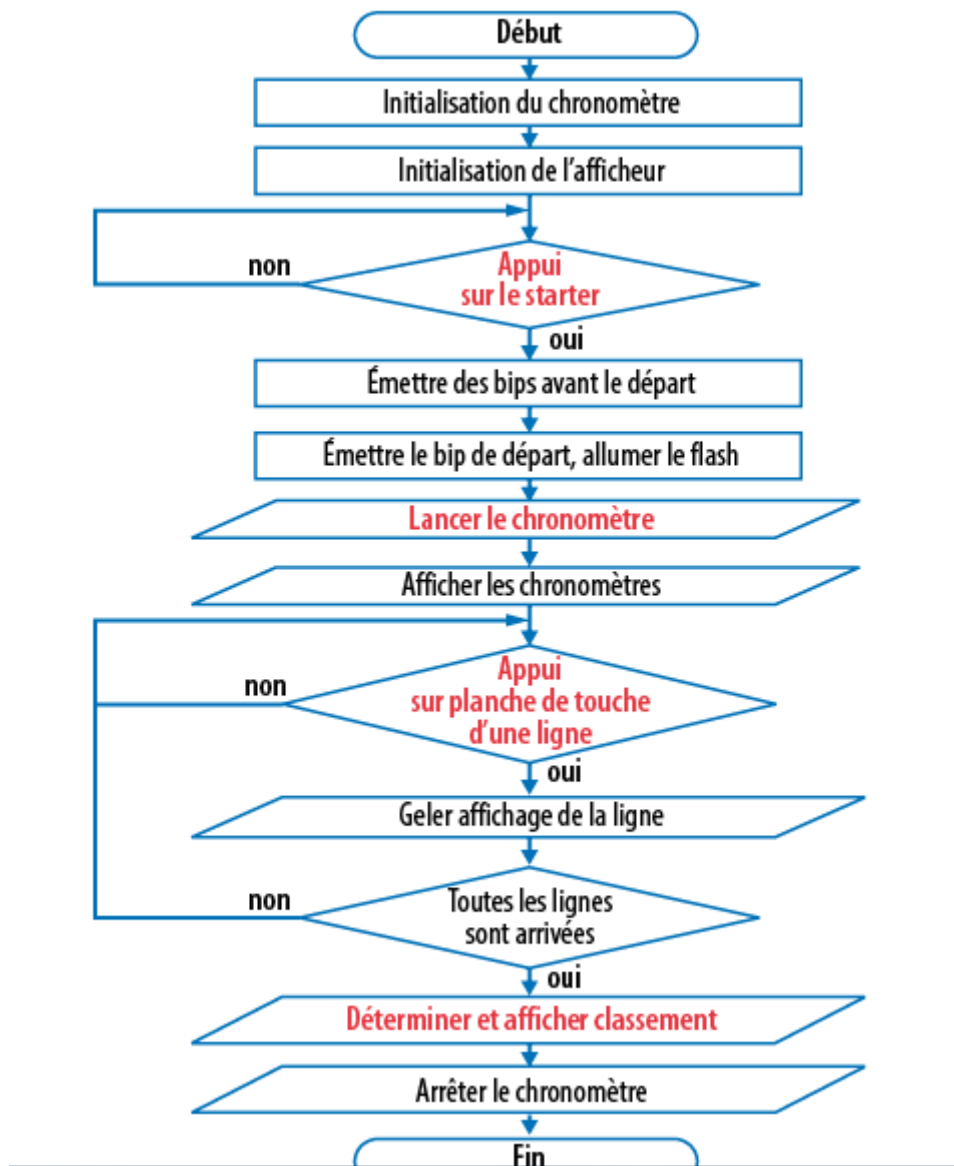 Début
Initialisation du chronomètre
Initialisation de l'afficheur
non
Appui
sur le starter
oui
Émettre des bips avant le départ
Émettre le bip de départ, allumer le flash
Lancer le chronomètre
Afficher les chronomètres
non
Appui
sur planche de touche
d'une ligne
oui
Geler affichage de la ligne
non
Toutes les lignes
sont arrivées
oui
Déterminer et afficher classement
Arrêter le chronomètre
Fin